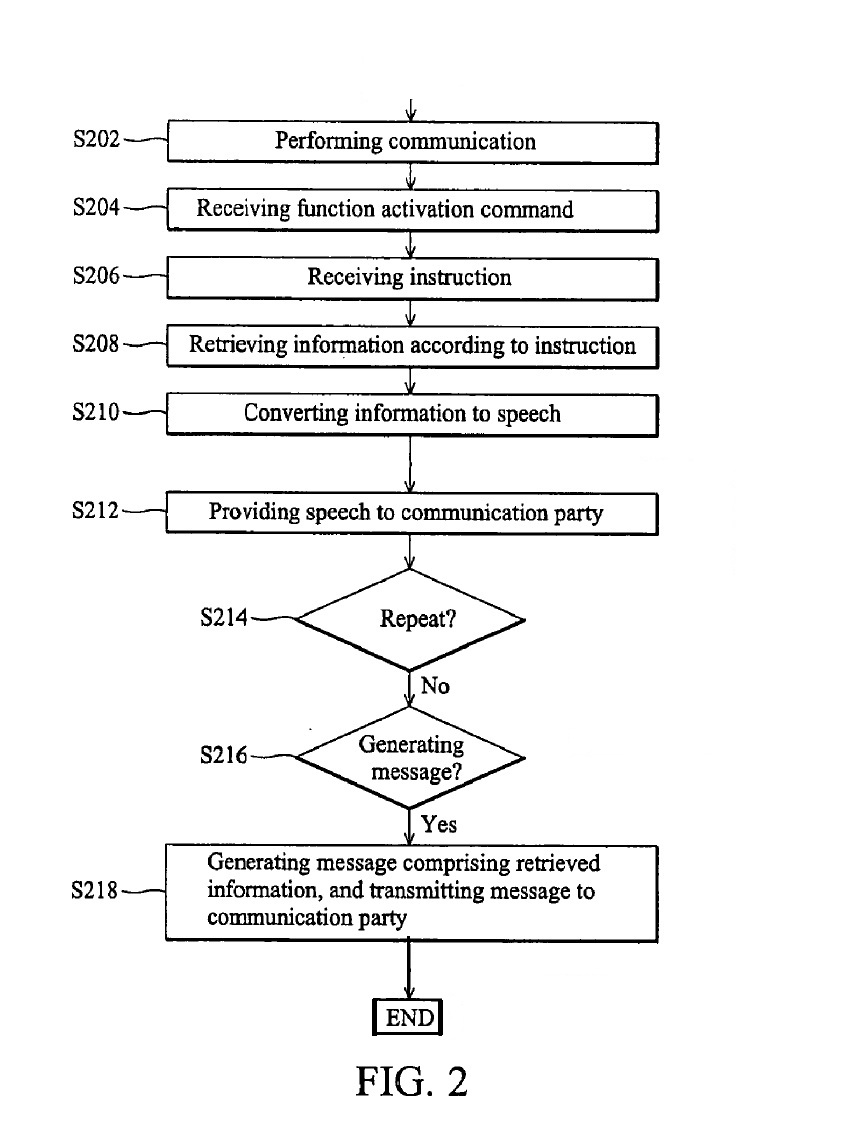 S202 Performing communication
S204 Receiving function activation command
S206 Receiving instruction
S208 Retrieving information according to instruction
S210 Converting information to speech
S212 Providing speech to communication party
S214 Repeat?
No
S216 Generating
message?
Yes
Generating message comprising retrieved
S218 information, and transmitting message to
communication party
END
FIG. 2